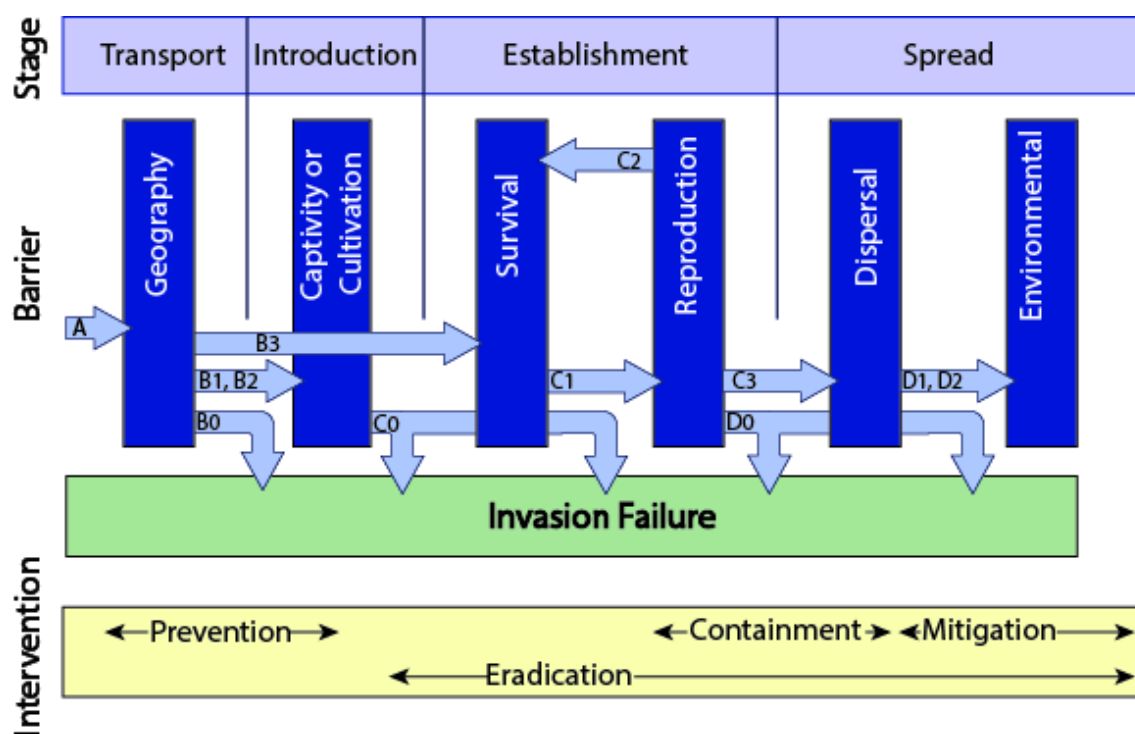 Stage
Transport
Introduction
Establishment
Spread
Barrier
Geography
Captivity or
Cultivation
Survival
Reproduction
Dispersal
Environmental
C2
A
B3
B1, B2
C1
C3
D1, D2
B0
C0
D0
Invasion Failure
Intervention
Prevention
Containment
Mitigation
Eradication